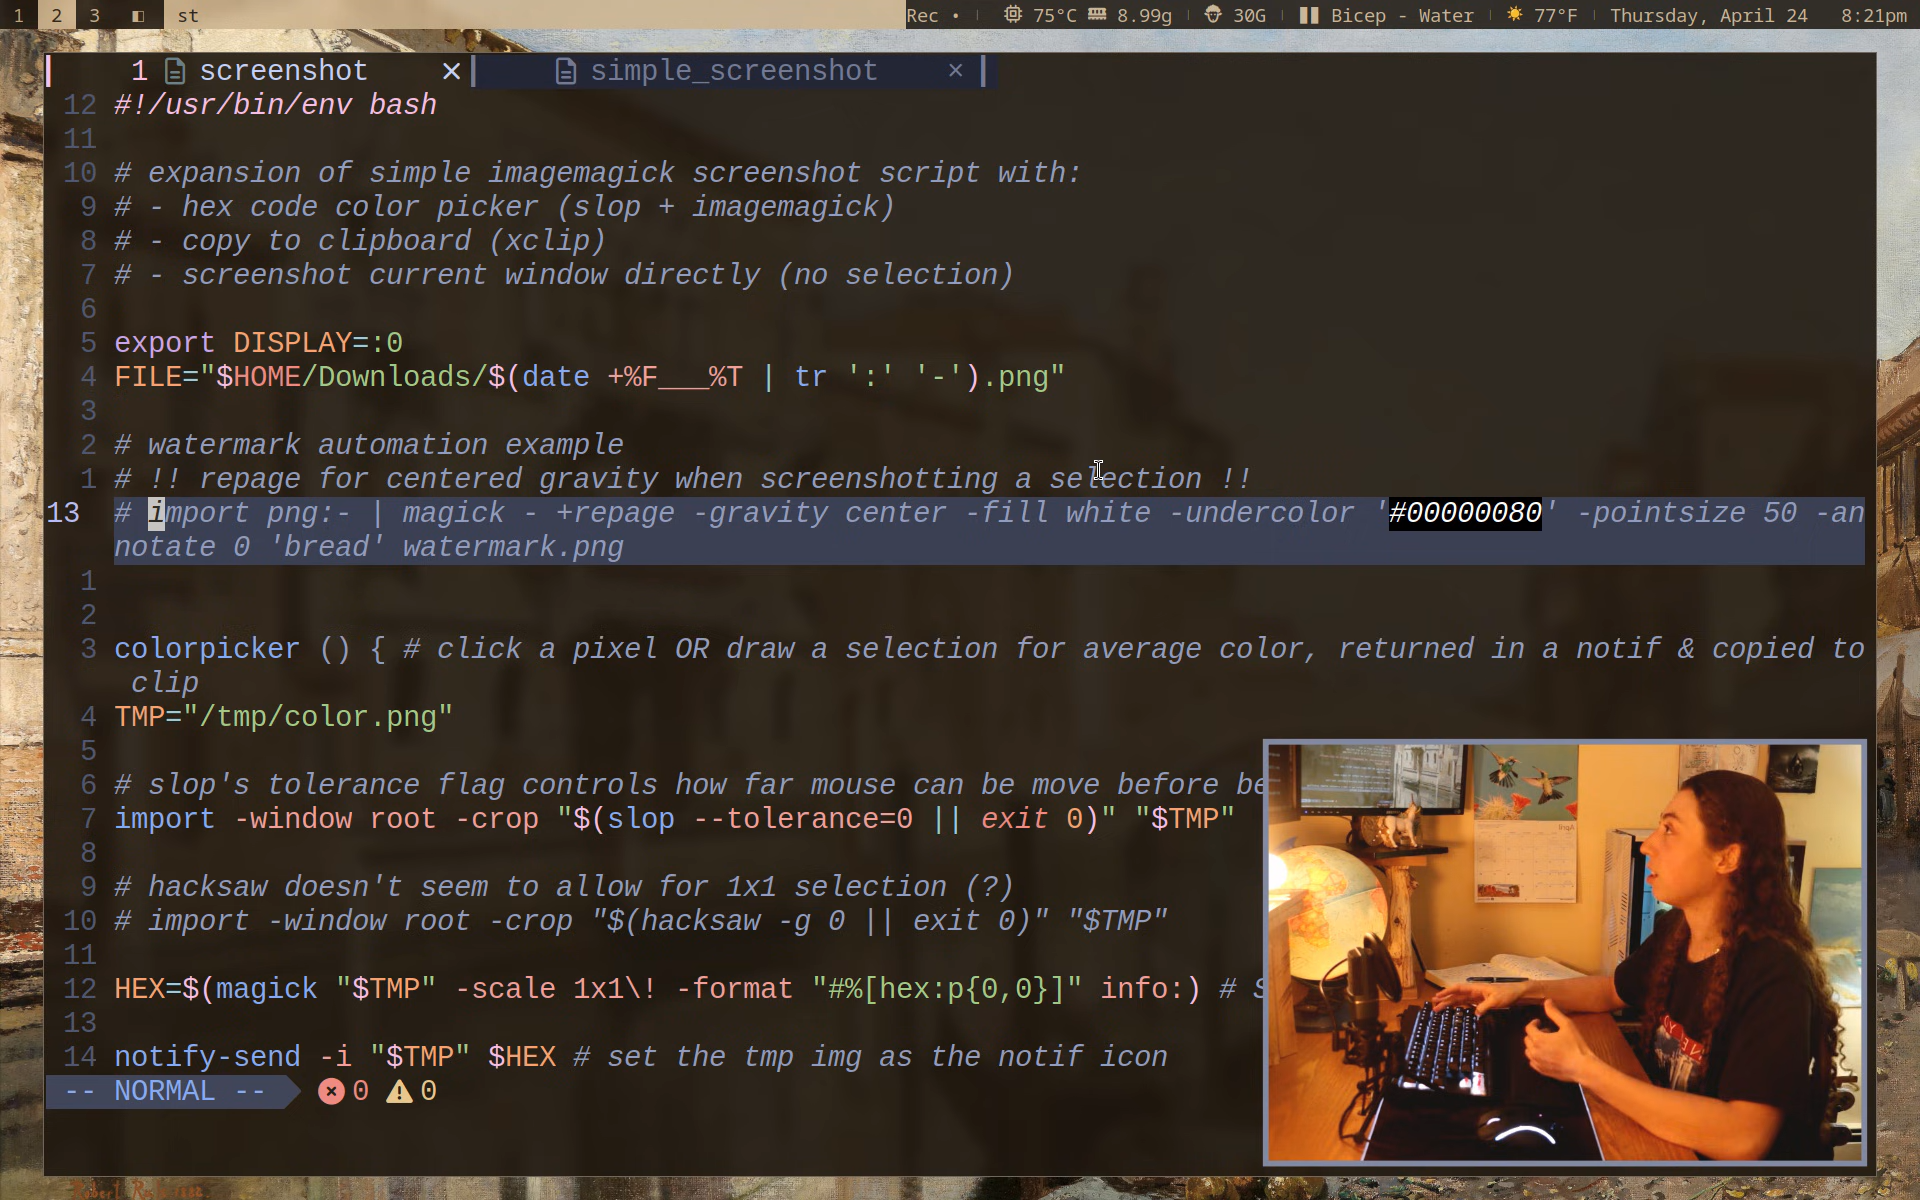 1 2 3 st Rec • 75°C 8.99g 30G Bicep - Water 77°F Thursday, April 24 8:21pm
1 screenshot × simple_screenshot ×
12 #!/usr/bin/env bash
11
10 # expansion of simple imagemagick screenshot script with:
9 # - hex code color picker (slop + imagemagick)
8 # - copy to clipboard (xclip)
7 # - screenshot current window directly (no selection)
6
5 export DISPLAY=:0
4 FILE="$HOME/Downloads/$(date +%F___%T | tr ':' '-').png"
3
2 # watermark automation example
1 # !! repage for centered gravity when screenshotting a selection !!
13 # import png:- | magick - +repage -gravity center -fill white -undercolor '#00000080' -pointsize 50 -an
notate 0 'bread' watermark.png
1
2
3 colorpicker () { # click a pixel OR draw a selection for average color, returned in a notif & copied to
clip
4 TMP="/tmp/color.png"
5
6 # slop's tolerance flag controls how far mouse can be move before be
7 import -window root -crop "$(slop --tolerance=0 || exit 0)" "$TMP"
8
9 # hacksaw doesn't seem to allow for 1x1 selection (?)
10 # import -window root -crop "$(hacksaw -g 0 || exit 0)" "$TMP"
11
12 HEX=$(magick "$TMP" -scale 1x1\! -format "#%[hex:p{0,0}]" info:) # S
13
14 notify-send -i "$TMP" $HEX # set the tmp img as the notif icon
-- NORMAL -- 0 0